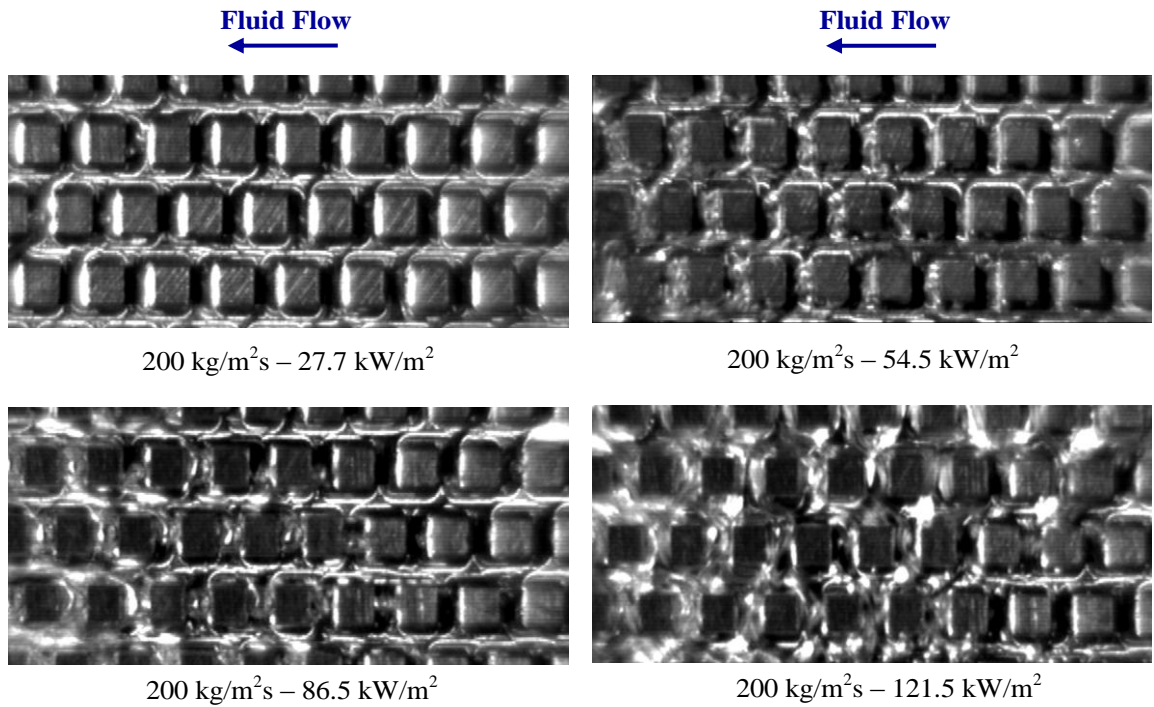 Fluid Flow
Fluid Flow
200 kg/m²s – 27.7 kW/m²
200 kg/m²s – 54.5 kW/m²
200 kg/m²s – 86.5 kW/m²
200 kg/m²s – 121.5 kW/m²